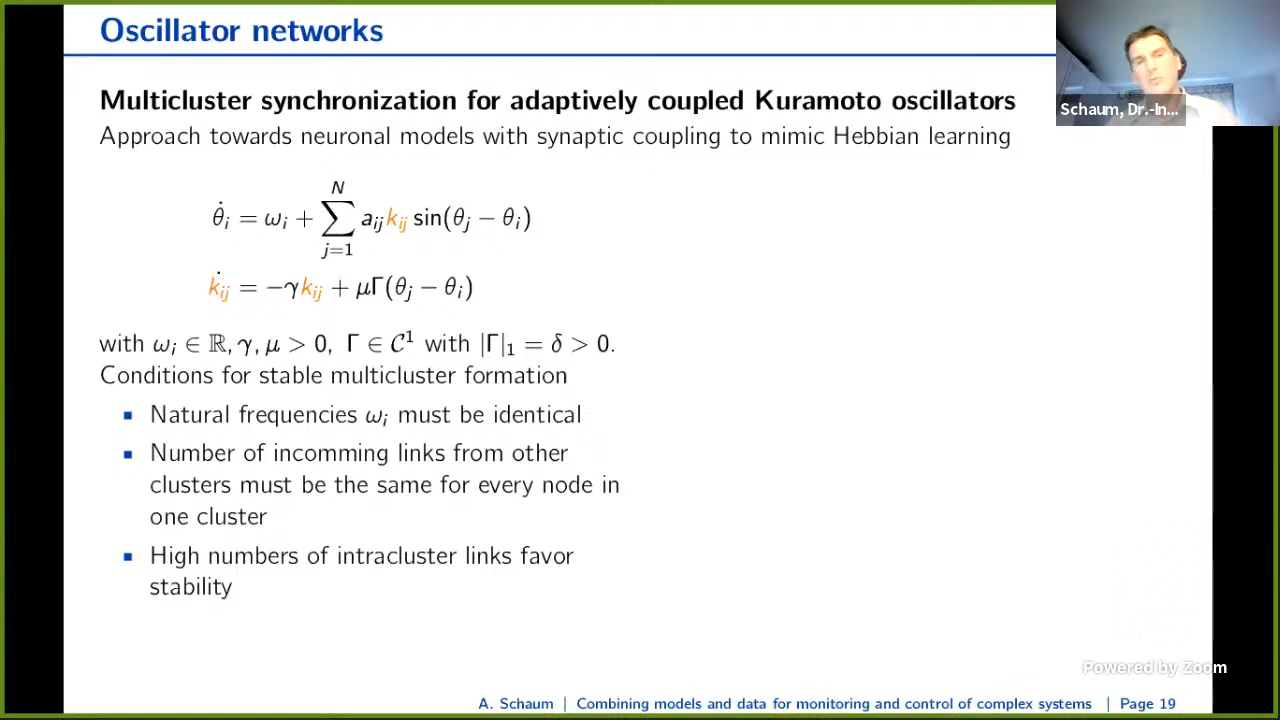 Oscillator networks
Schaum, Dr.-In...
Multicluster synchronization for adaptively coupled Kuramoto oscillators
Approach towards neuronal models with synaptic coupling to mimic Hebbian learning
θ̇ᵢ = ωᵢ + ∑_{j=1}^{N} aᵢⱼkᵢⱼ sin(θⱼ − θᵢ)
k̇ᵢⱼ = −γkᵢⱼ + μΓ(θⱼ − θᵢ)
with ωᵢ ∈ ℝ, γ, μ > 0, Γ ∈ 𝒞¹ with |Γ|₁ = δ > 0.
Conditions for stable multicluster formation
▪ Natural frequencies ωᵢ must be identical
▪ Number of incomming links from other
clusters must be the same for every node in
one cluster
▪ High numbers of intracluster links favor
stability
Powered by Zoom
A. Schaum | Combining models and data for monitoring and control of complex systems | Page 19